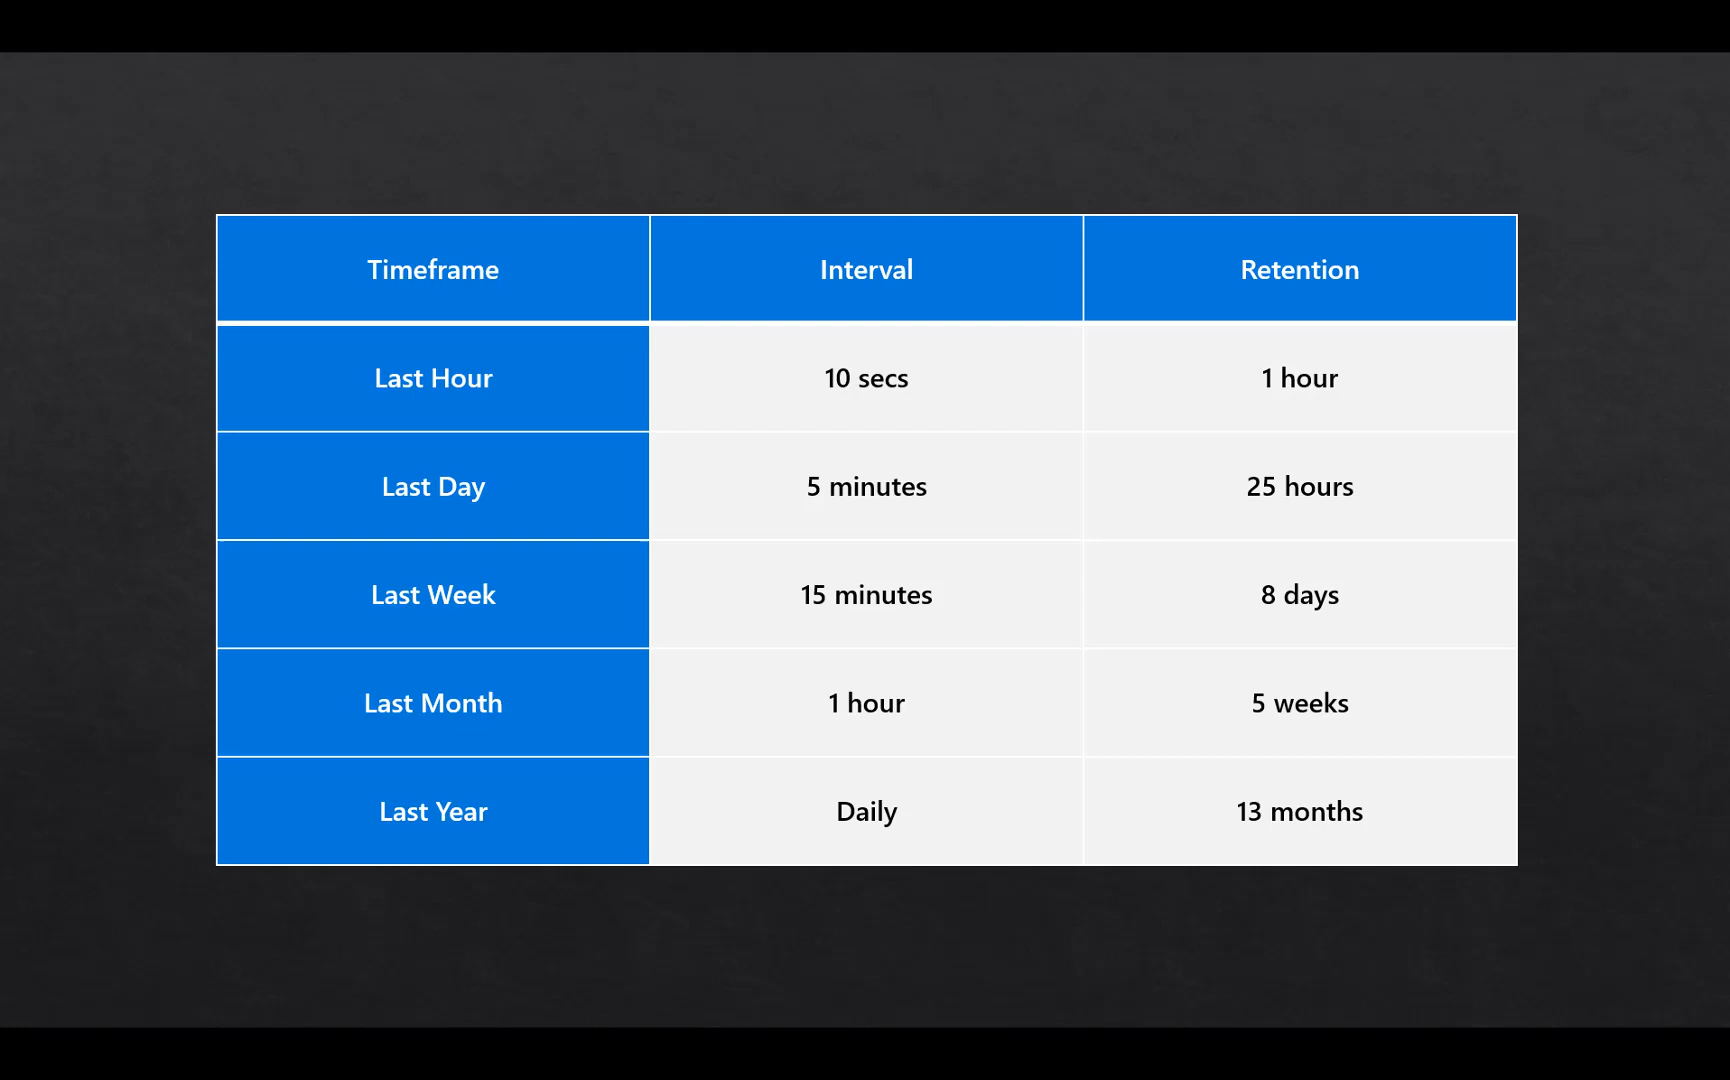 Timeframe Interval Retention
Last Hour 10 secs 1 hour
Last Day 5 minutes 25 hours
Last Week 15 minutes 8 days
Last Month 1 hour 5 weeks
Last Year Daily 13 months